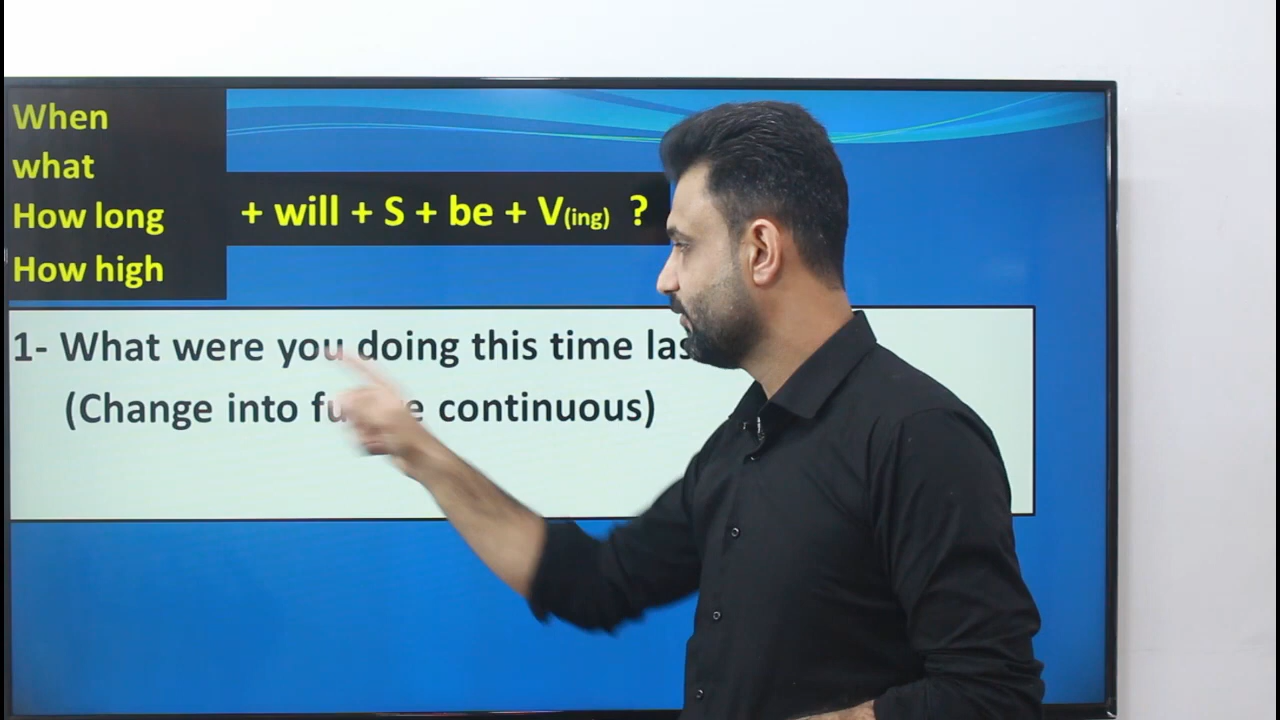 When
what
How long
How high
+ will + S + be + V(ing) ?
1- What were you doing this time
(Change into continuous)